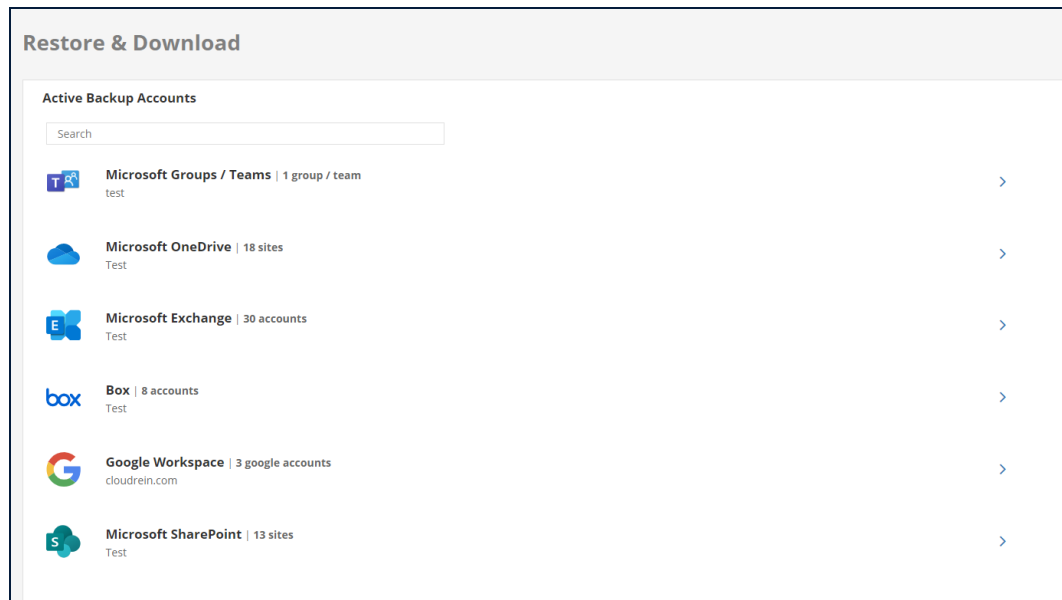 Restore & Download
Active Backup Accounts
Search
Microsoft Groups / Teams | 1 group / team
test
Microsoft OneDrive | 18 sites
Test
Microsoft Exchange | 30 accounts
Test
box
Box | 8 accounts
Test
Google Workspace | 3 google accounts
cloudrein.com
Microsoft SharePoint | 13 sites
Test